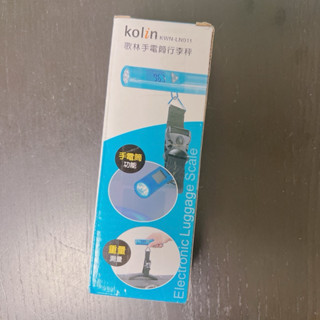 kolin KWN-LN011
歌林手電筒行李秤
手電筒
功能
重量
測量
Electronic Luggage Scale